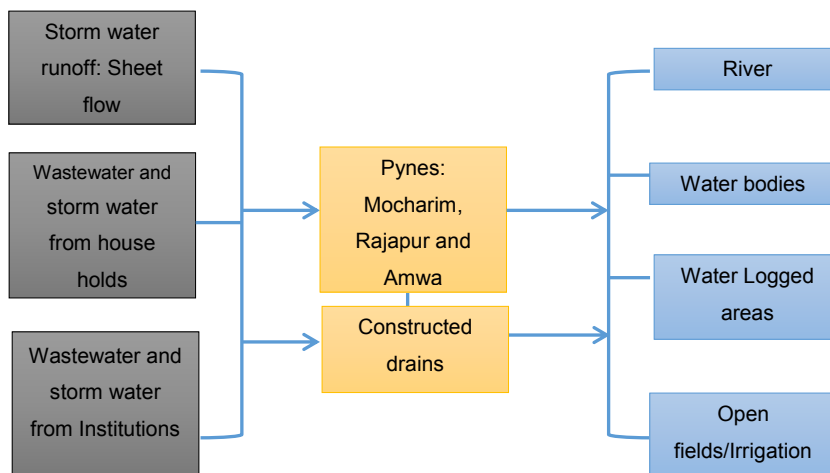 Storm water
runoff: Sheet
flow
Wastewater and
storm water
from house
holds
Wastewater and
storm water
from Institutions
Pynes:
Mocharim,
Rajapur and
Amwa
Constructed
drains
River
Water bodies
Water Logged
areas
Open
fields/Irrigation